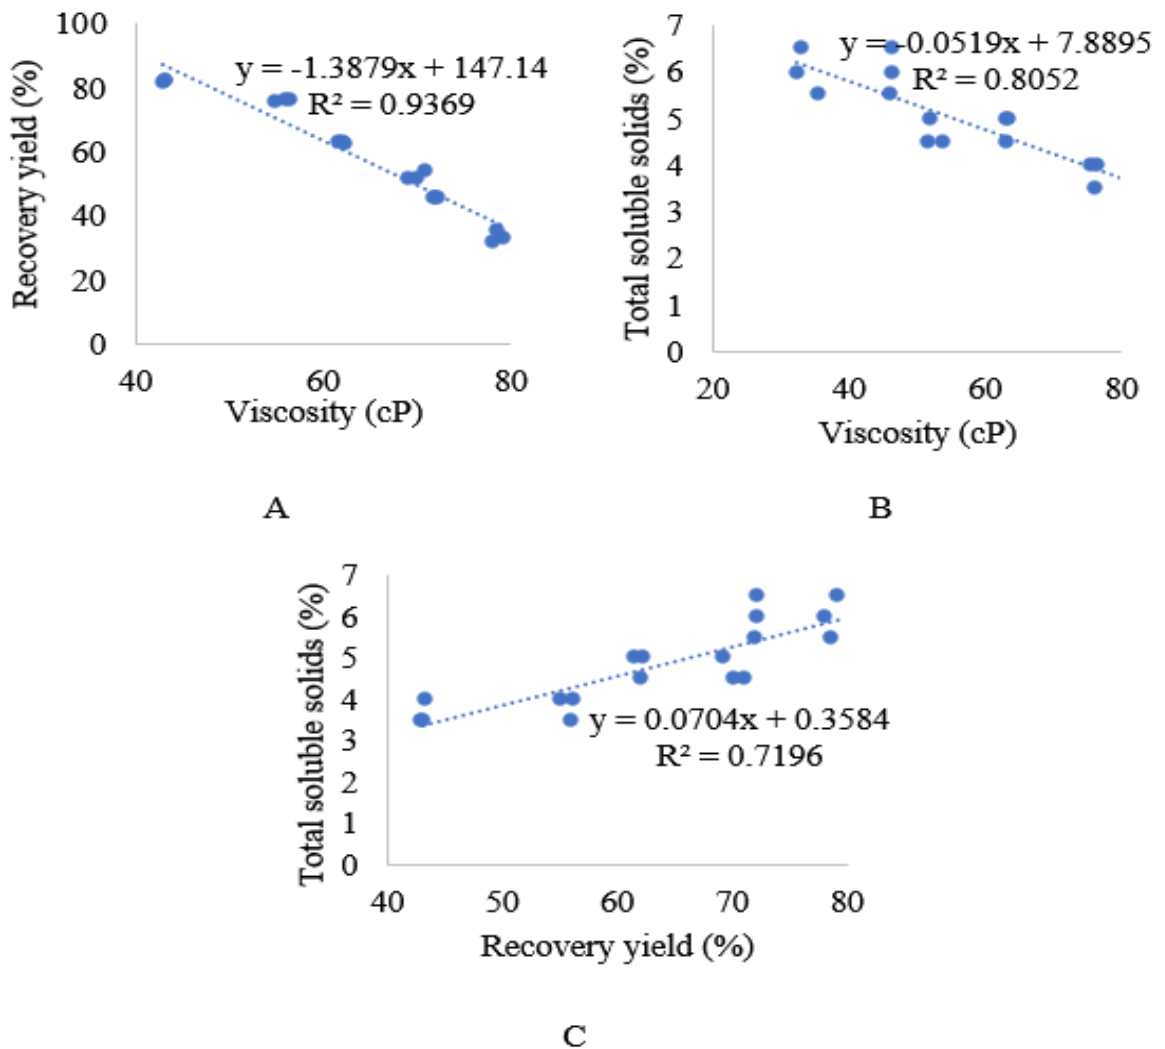 100
80
60
40
20
0
Recovery yield (%)
y = -1.3879x + 147.14
R² = 0.9369
40 60 80
Viscosity (cP)
A
7
6
5
4
3
2
1
0
Total soluble solids (%)
y = -0.0519x + 7.8895
R² = 0.8052
20 40 60 80
Viscosity (cP)
B
7
6
5
4
3
2
1
0
Total soluble solids (%)
y = 0.0704x + 0.3584
R² = 0.7196
40 50 60 70 80
Recovery yield (%)
C